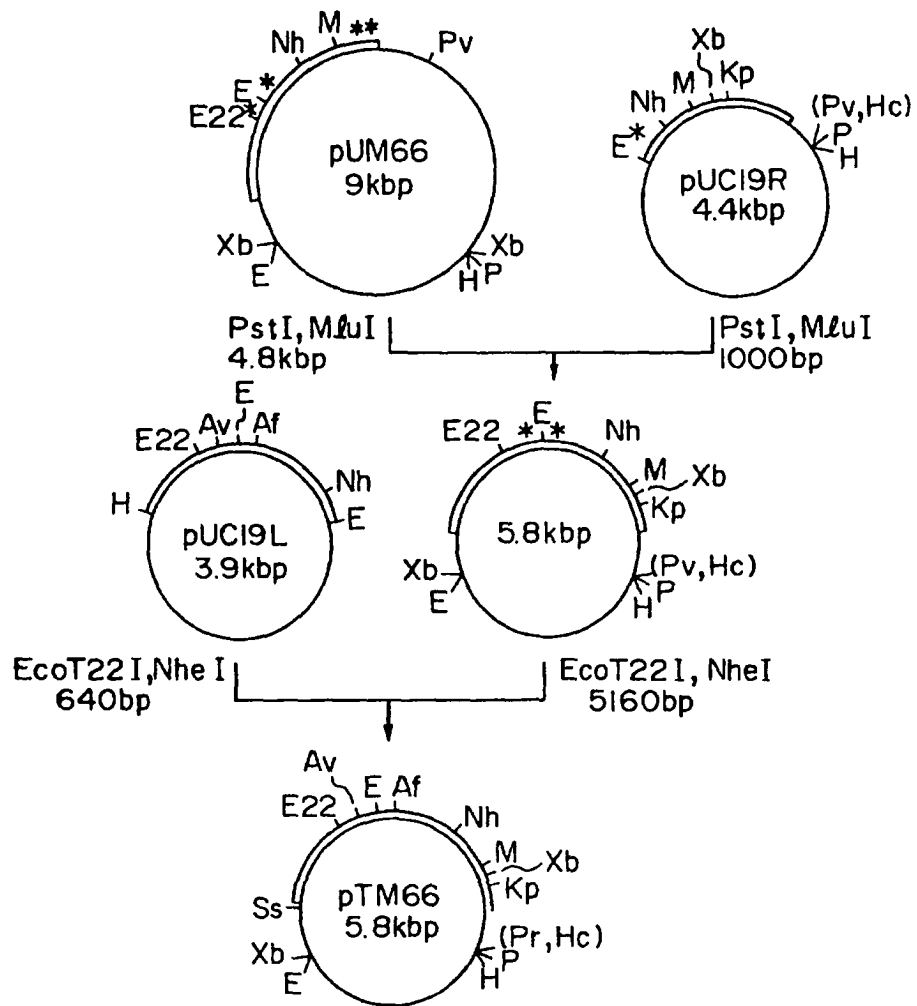 M **
Nh
Pv
E *
E22*
pUM66
9kbp
Xb
E
Xb
P
H
Xb
M Kp
Nh
E*
(Pv,Hc)
P
H
pUC19R
4.4kbp
PstI, MluI
4.8kbp
PstI, MluI
1000bp
E
Av Af
E22
Nh
H
E
pUC19L
3.9kbp
E
* *
E22
Nh
M
Xb
Kp
5.8kbp
(Pv,Hc)
P
H
Xb
E
EcoT22I, NheI
640bp
EcoT22I, NheI
5160bp
Av
E Af
E22
Nh
M
Xb
Kp
Ss
pTM66
5.8kbp
(Pr,Hc)
P
H
Xb
E